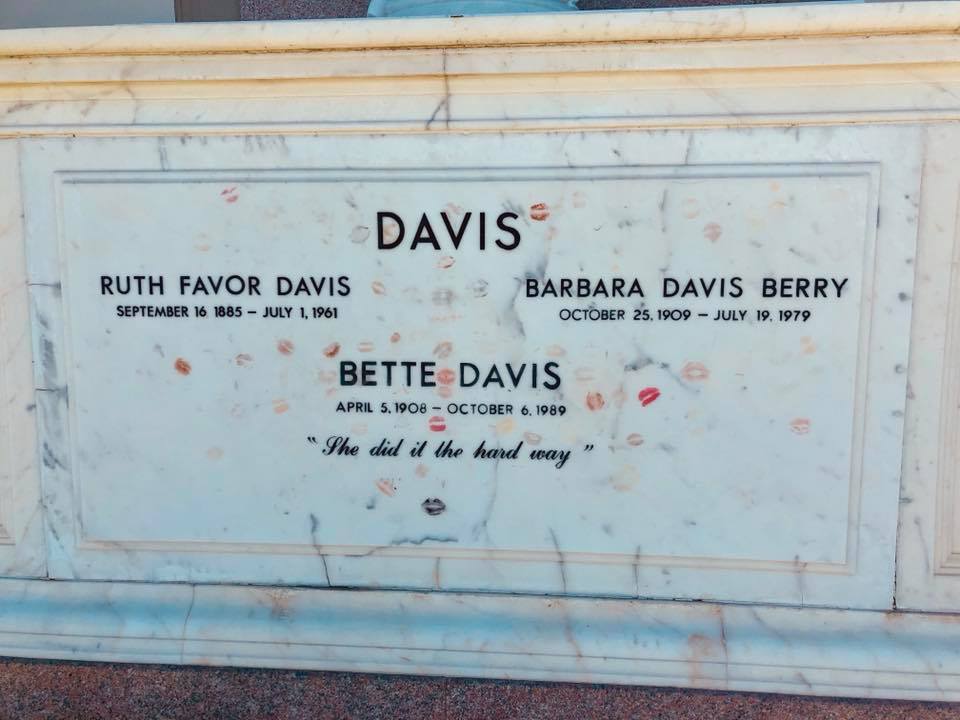 DAVIS
RUTH FAVOR DAVIS
SEPTEMBER 16 1885 – JULY 1, 1961
BARBARA DAVIS BERRY
OCTOBER 25, 1909 – JULY 19, 1979
BETTE DAVIS
APRIL 5, 1908 – OCTOBER 6, 1989
"She did it the hard way"